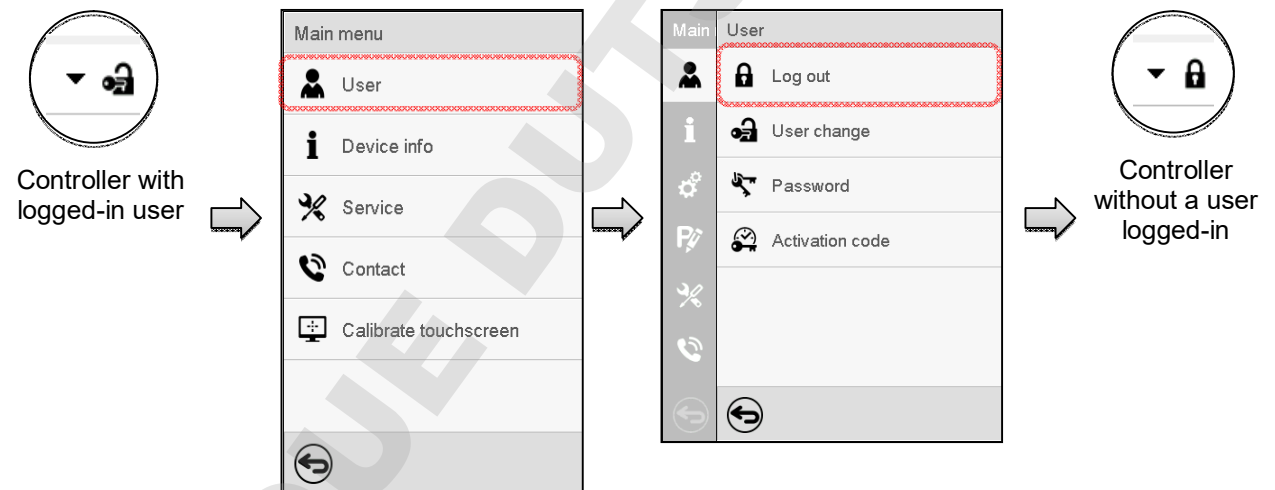 Controller with
logged-in user
Main menu
User
Device info
Service
Contact
Calibrate touchscreen
Main
User
Log out
User change
Password
Activation code
Controller
without a user
logged-in